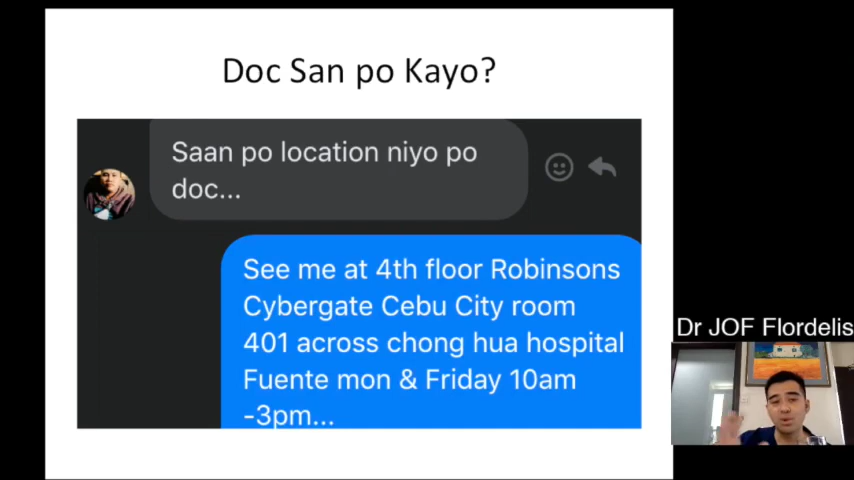 Doc San po Kayo?
Saan po location niyo po
doc...
See me at 4th floor Robinsons
Cybergate Cebu City room
401 across chong hua hospital
Fuente mon & Friday 10am
-3pm...
Dr JOF Flordelis